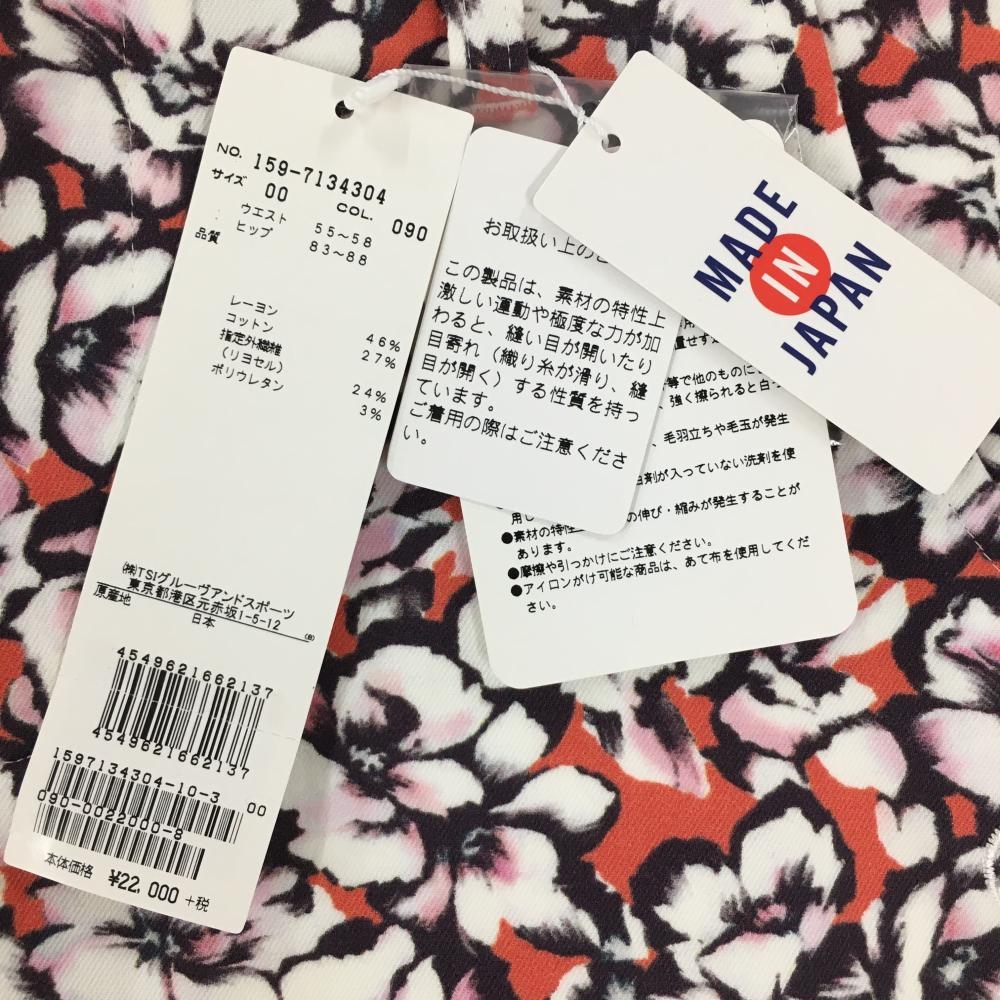 NO. 159-7134304
サイズ 00 COL. 090
ウエスト 55～58
ヒップ 83～88
品質
レーヨン 46%
コットン 27%
指定外繊維
（リヨセル） 24%
ポリウレタン 3%
㈱TSIグルーヴアンドスポーツ
東京都港区元赤坂1-5-12
原産地 日本
4549621662137
4549621662137
1597134304-10-3 00
090-0022000-8
本体価格 ¥22,000 +税
お取扱い上のご
この製品は、素材の特性上
激しい運動や極度な力が加
わると、縫い目が開いたり
目寄れ（織り糸が滑り、縫
目が開く）する性質を持っ
ています。
ご着用の際はご注意くださ
い。
MADE
IN
JAPAN
等で他のものに
、強く擦られると白っ
、毛羽立ちや毛玉が発生
白剤が入っていない洗剤を使
用し
●素材の特性 の伸び・縮みが発生することが
あります。
●摩擦や引っかけにご注意ください。
●アイロンがけ可能な商品は、あて布を使用してくだ
さい。